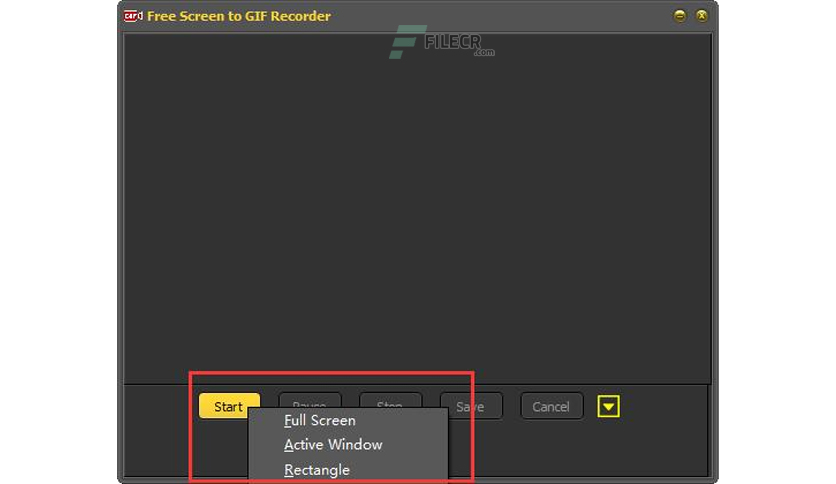 Free Screen to GIF Recorder
FILECR
.com
Start
Pause
Stop
Save
Cancel
Full Screen
Active Window
Rectangle